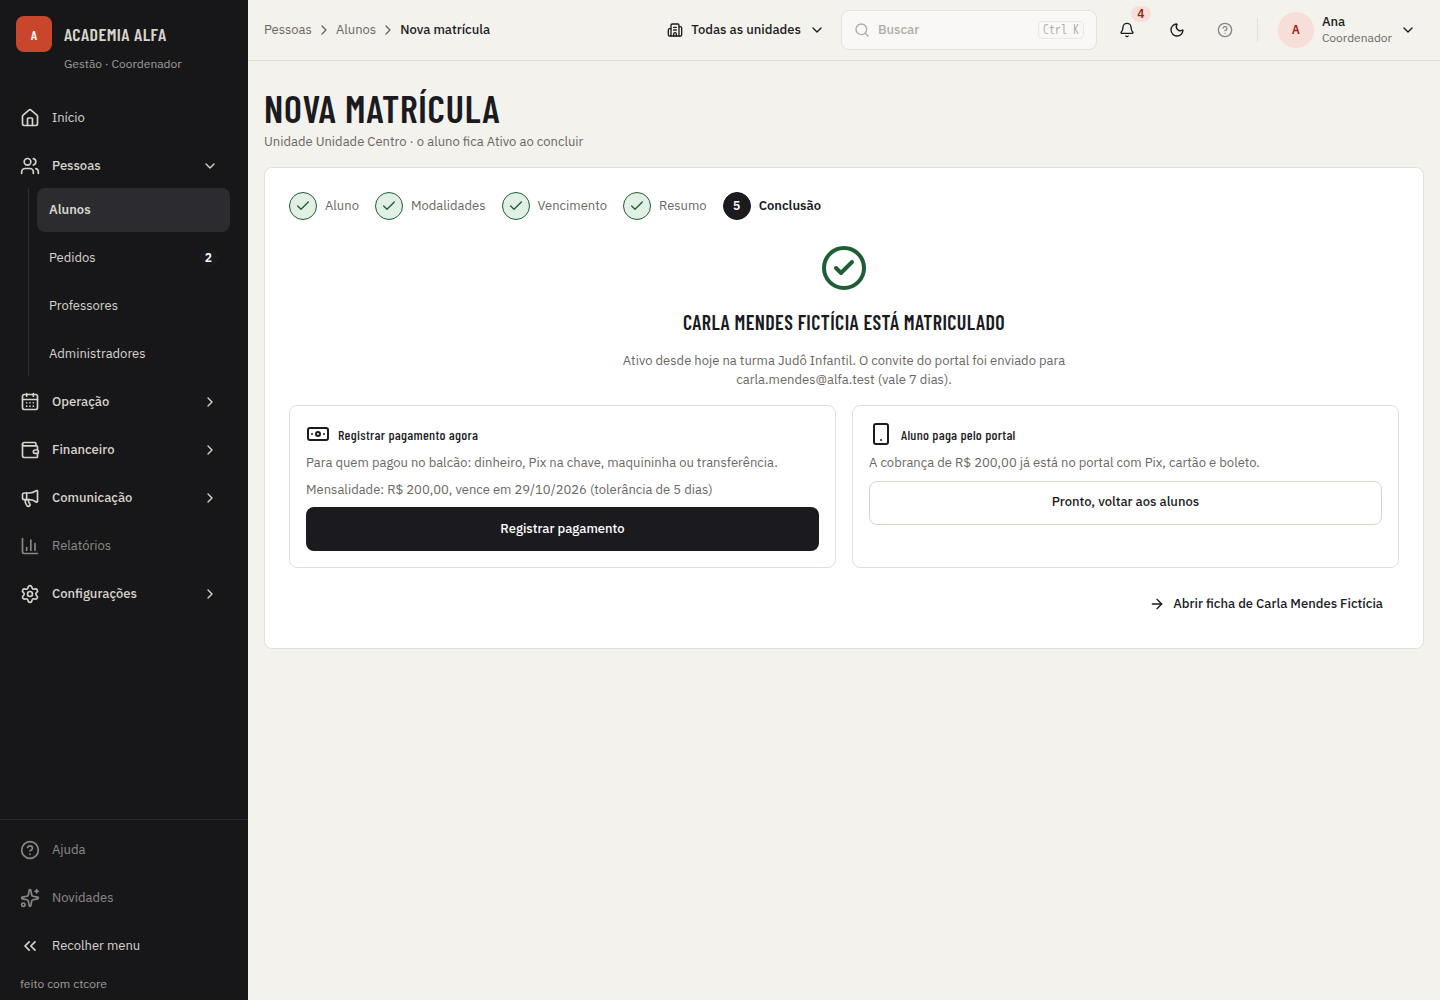 A
ACADEMIA ALFA
Gestão · Coordenador
Início
Pessoas
Alunos
Pedidos 2
Professores
Administradores
Operação
Financeiro
Comunicação
Relatórios
Configurações
Ajuda
Novidades
Recolher menu
feito com ctcore
Pessoas > Alunos > Nova matrícula
Todas as unidades
Buscar Ctrl K
4
A
Ana
Coordenador
NOVA MATRÍCULA
Unidade Unidade Centro · o aluno fica Ativo ao concluir
Aluno Modalidades Vencimento Resumo 5 Conclusão
CARLA MENDES FICTÍCIA ESTÁ MATRICULADO
Ativo desde hoje na turma Judô Infantil. O convite do portal foi enviado para
carla.mendes@alfa.test (vale 7 dias).
Registrar pagamento agora
Para quem pagou no balcão: dinheiro, Pix na chave, maquininha ou transferência.
Mensalidade: R$ 200,00, vence em 29/10/2026 (tolerância de 5 dias)
Registrar pagamento
Aluno paga pelo portal
A cobrança de R$ 200,00 já está no portal com Pix, cartão e boleto.
Pronto, voltar aos alunos
Abrir ficha de Carla Mendes Fictícia